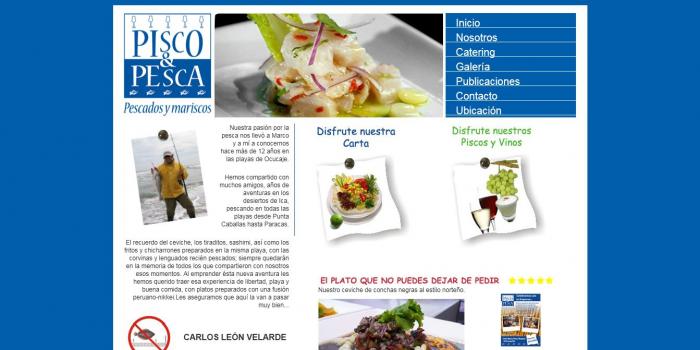 PISCO
&
PESCA
Pescados y mariscos
Inicio
Nosotros
Catering
Galería
Publicaciones
Contacto
Ubicación
Nuestra pasión por la
pesca nos llevó a Marco
y a mí a conocernos
hace más de 12 años en
las playas de Ocucaje.
Hemos compartido con
muchos amigos, años de
aventuras en los
desiertos de Ica,
pescando en todas las
playas desde Punta
Caballas hasta Paracas.
El recuerdo del ceviche, los tiraditos, sashimi, así como los
fritos y chicharrones preparados en la misma playa, con las
corvinas y lenguados recién pescados; siempre quedarán
en la memoria de todos los que compartieron con nosotros
esos momentos. Al emprender ésta nueva aventura les
hemos querido traer esa experiencia de libertad, playa y
buena comida, con platos preparados con una fusión
peruano-nikkei.Les aseguramos que aquí la van a pasar
muy bien...
CARLOS LEÓN VELARDE
Disfrute nuestra
Carta
Disfrute nuestros
Piscos y Vinos
El PLATO QUE NO PUEDES DEJAR DE PEDIR
Nuestro ceviche de conchas negras al estilo norteño.
PISCO
PESCA